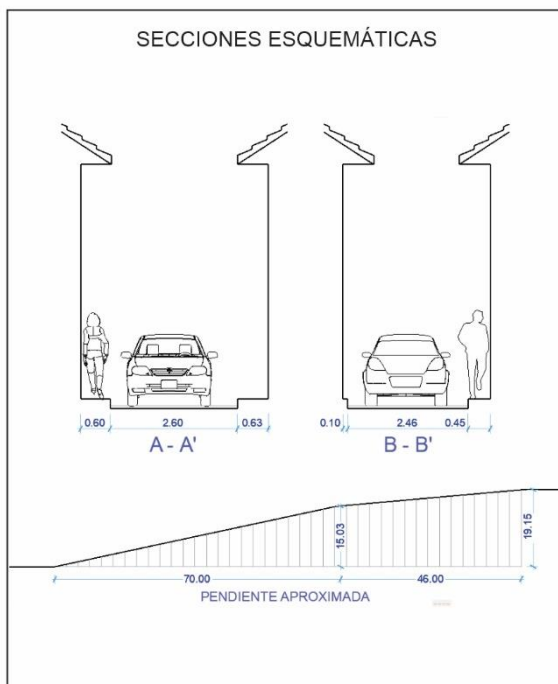 SECCIONES ESQUEMÁTICAS
0.60 2.60 0.63
A - A'
0.10 2.46 0.45
B - B'
15.03
19.15
70.00 46.00
PENDIENTE APROXIMADA